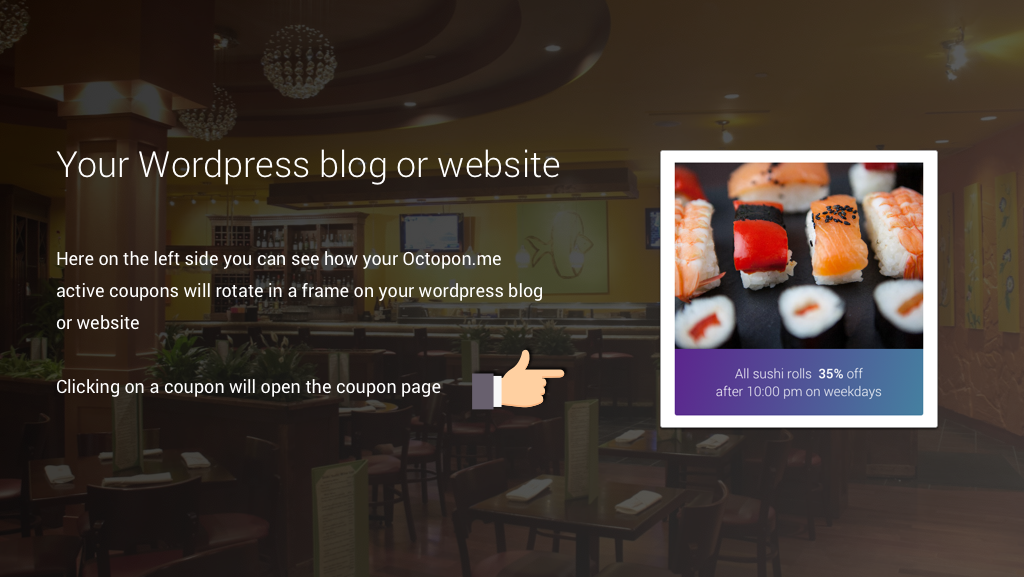 Your Wordpress blog or website
Here on the left side you can see how your Octopon.me
active coupons will rotate in a frame on your wordpress blog
or website
Clicking on a coupon will open the coupon page
All sushi rolls 35% off
after 10:00 pm on weekdays